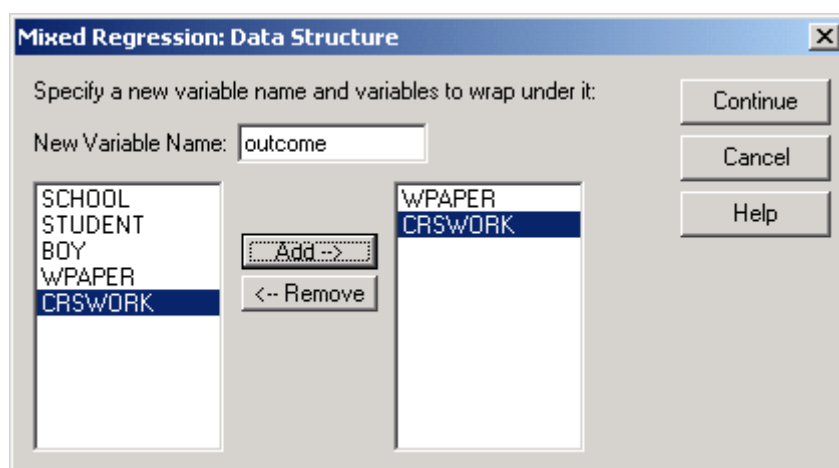 Mixed Regression: Data Structure
Specify a new variable name and variables to wrap under it:
New Variable Name: outcome
Continue
Cancel
Help
SCHOOL
STUDENT
BOY
WPAPER
CRSWORK
Add -->
<-- Remove
WPAPER
CRSWORK